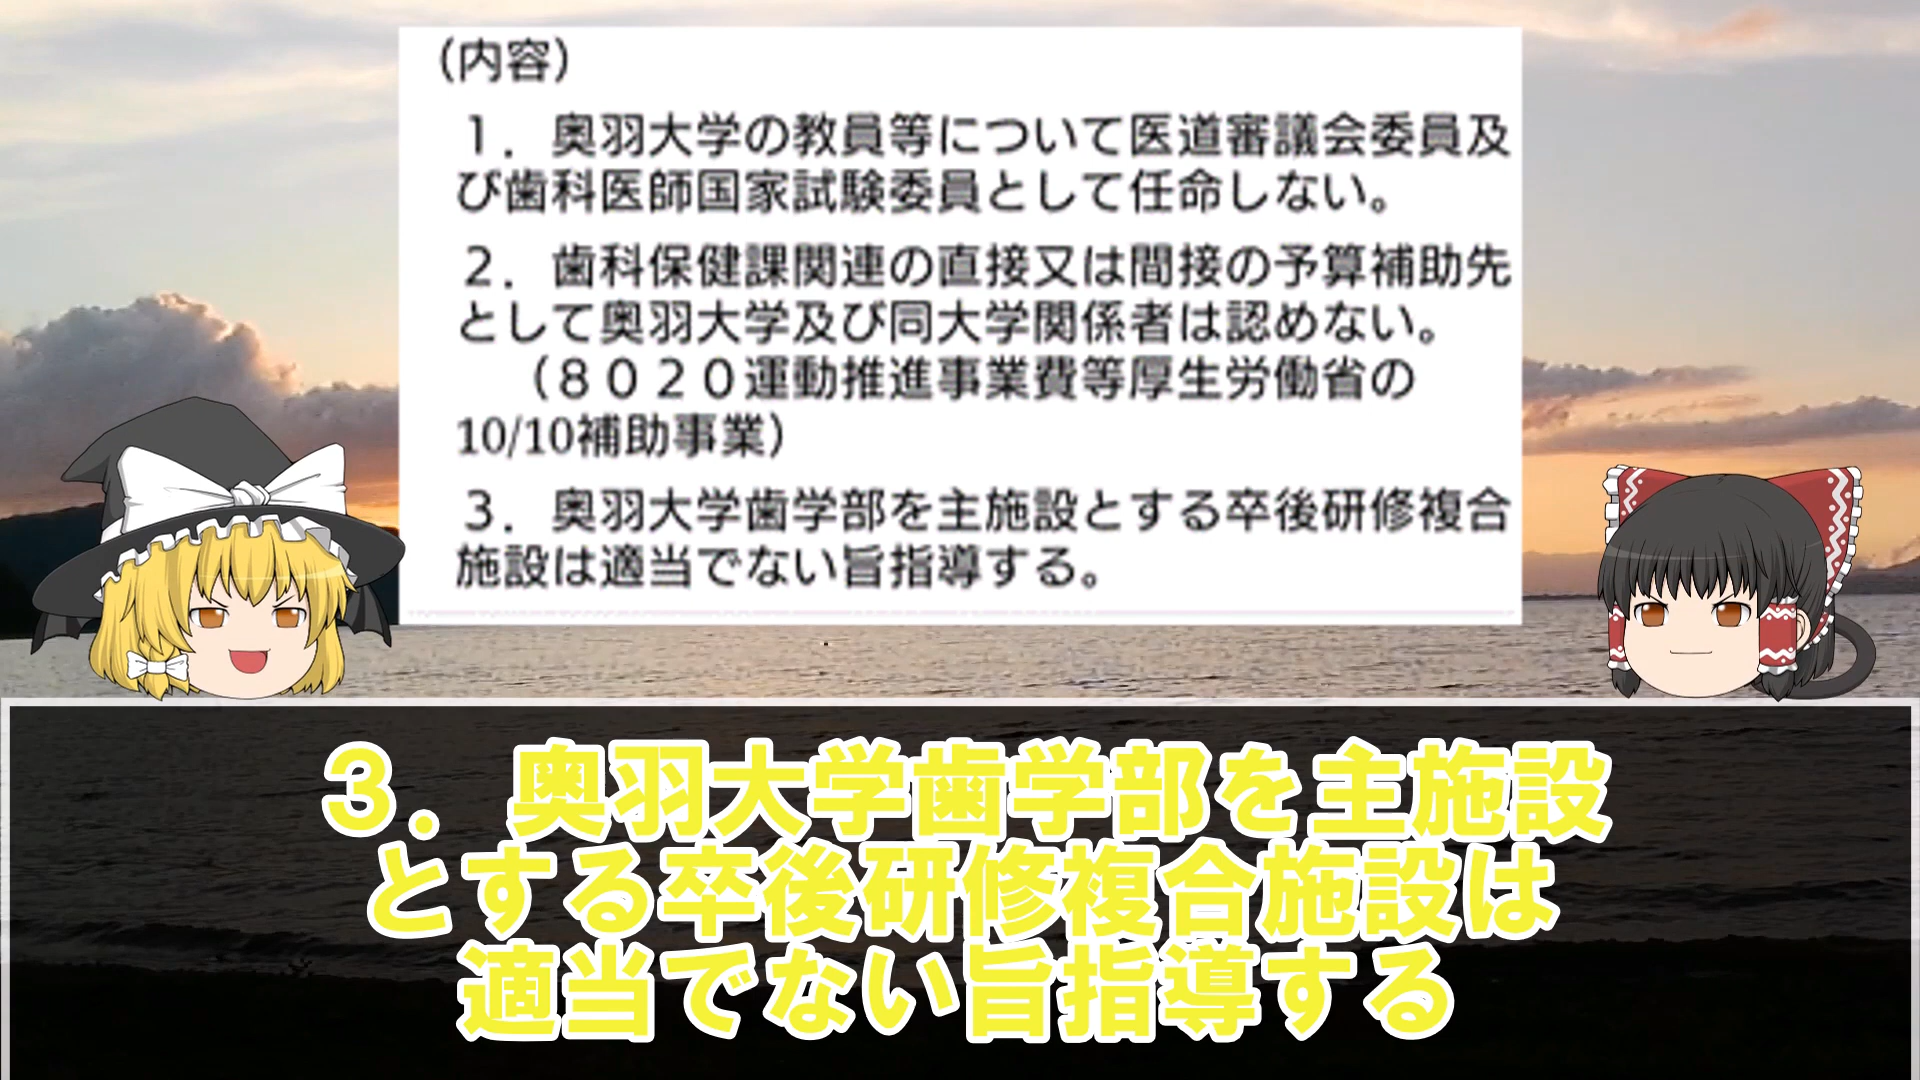 （内容）
１．奥羽大学の教員等について医道審議会委員及
び歯科医師国家試験委員として任命しない。
２．歯科保健課関連の直接又は間接の予算補助先
として奥羽大学及び同大学関係者は認めない。
（８０２０運動推進事業費等厚生労働省の
10/10補助事業）
３．奥羽大学歯学部を主施設とする卒後研修複合
施設は適当でない旨指導する。
３．奥羽大学歯学部を主施設
とする卒後研修複合施設は
適当でない旨指導する